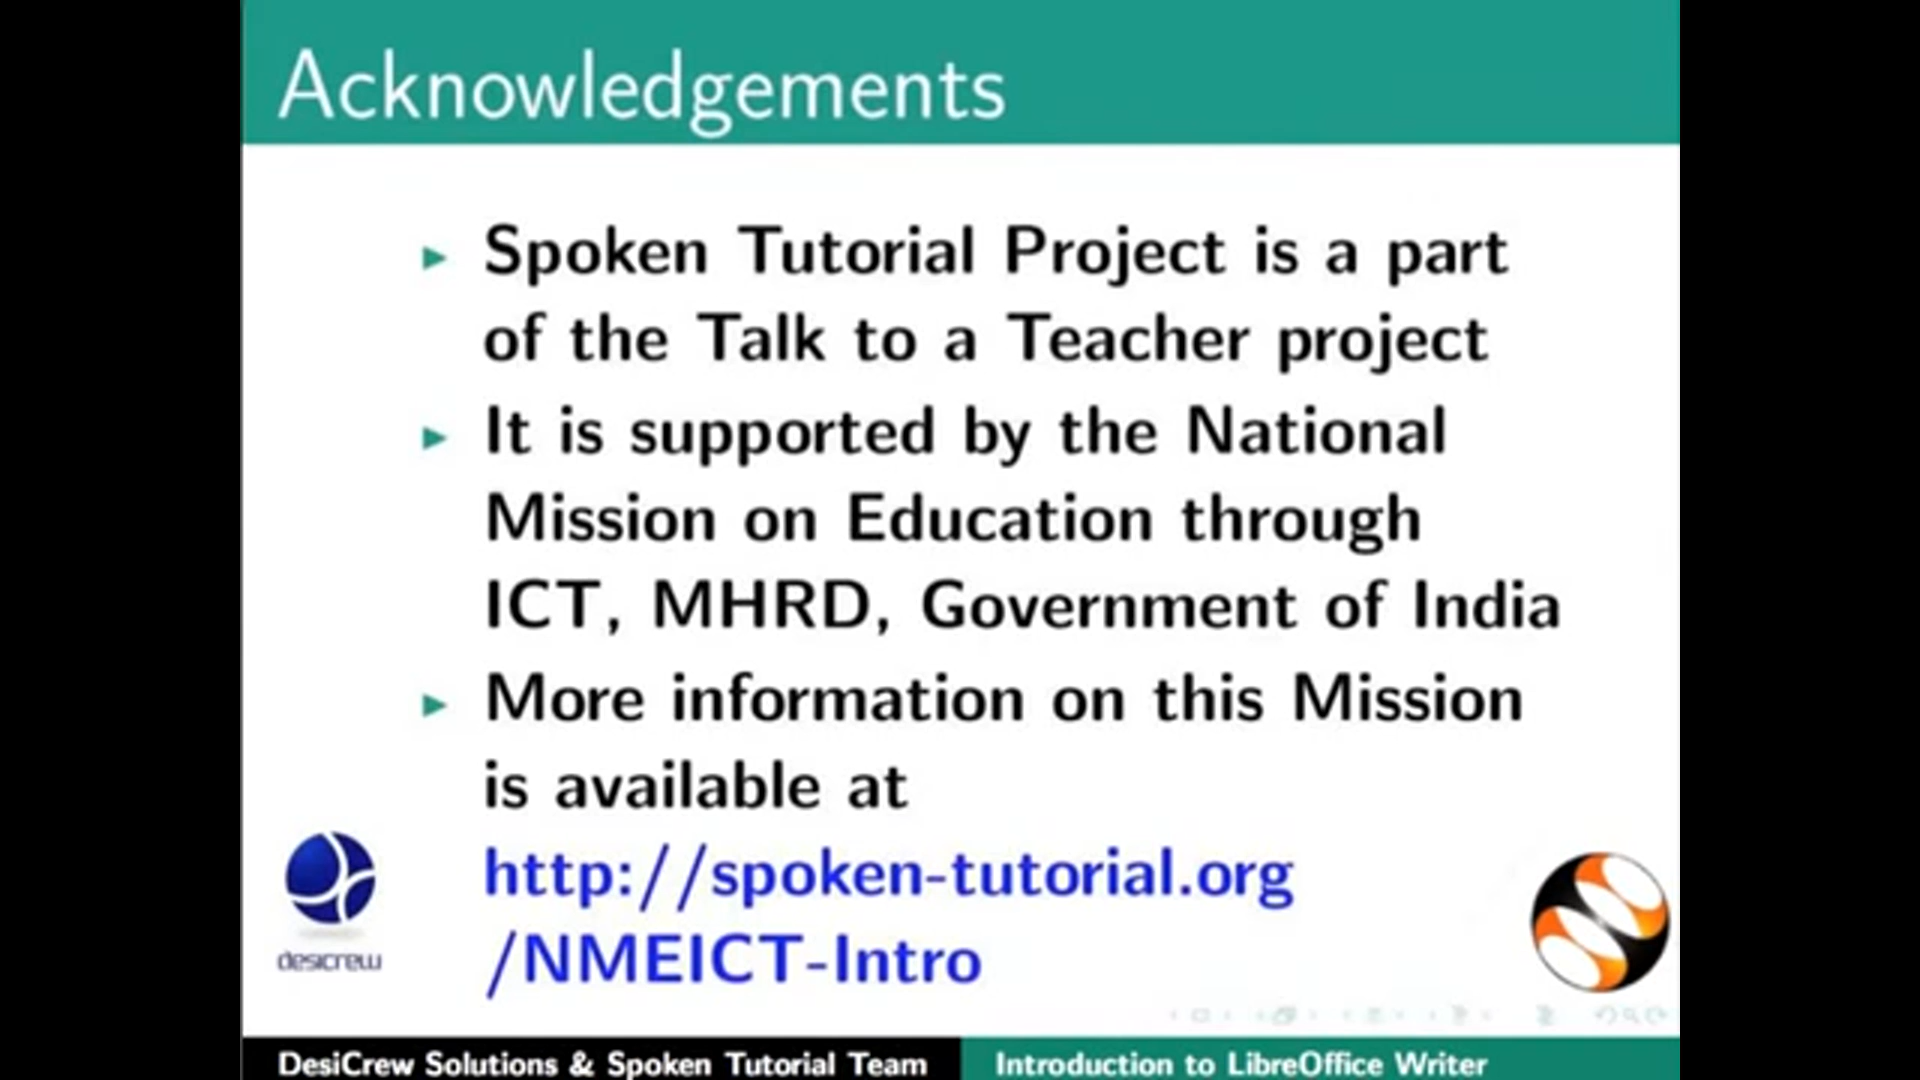 Acknowledgements
Spoken Tutorial Project is a part
of the Talk to a Teacher project
It is supported by the National
Mission on Education through
ICT, MHRD, Government of India
More information on this Mission
is available at
http://spoken-tutorial.org
/NMEICT-Intro
desicrew
DesiCrew Solutions & Spoken Tutorial Team
Introduction to LibreOffice Writer